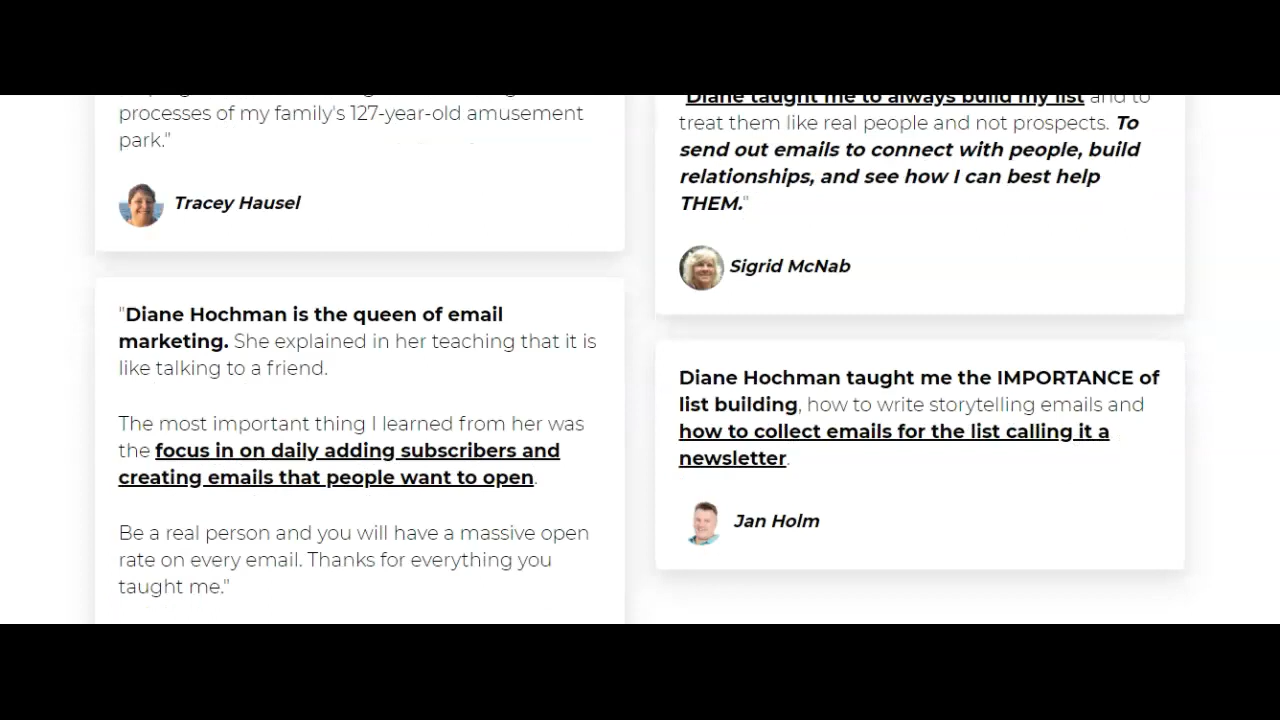 processes of my family's 127-year-old amusement
park."
Tracey Hausel
"Diane Hochman is the queen of email
marketing. She explained in her teaching that it is
like talking to a friend.
The most important thing I learned from her was
the focus in on daily adding subscribers and
creating emails that people want to open.
Be a real person and you will have a massive open
rate on every email. Thanks for everything you
taught me."
"Diane taught me to always build my list and to
treat them like real people and not prospects. To
send out emails to connect with people, build
relationships, and see how I can best help
THEM."
Sigrid McNab
Diane Hochman taught me the IMPORTANCE of
list building, how to write storytelling emails and
how to collect emails for the list calling it a
newsletter.
Jan Holm